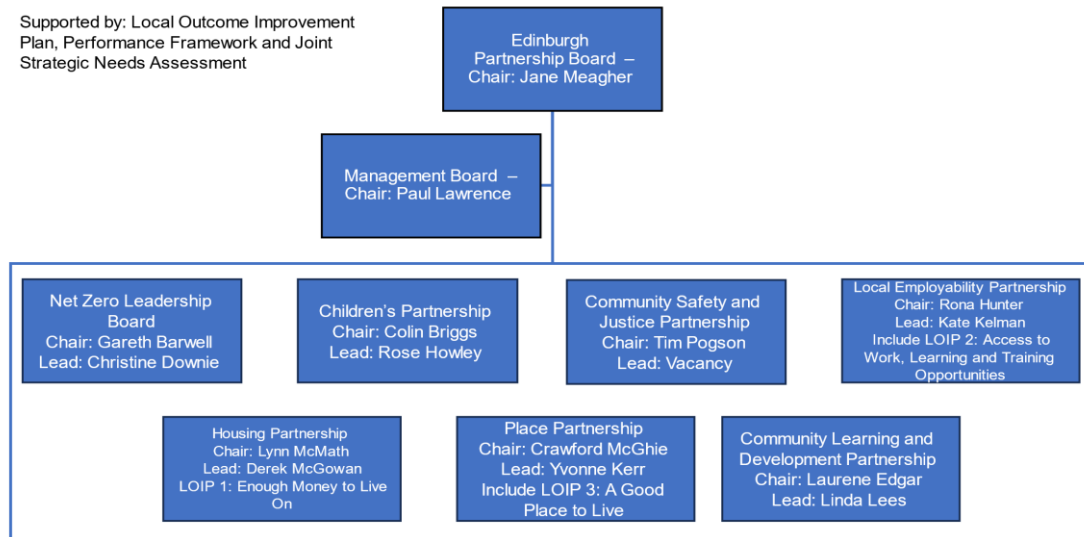 Supported by: Local Outcome Improvement
Plan, Performance Framework and Joint
Strategic Needs Assessment
Edinburgh
Partnership Board –
Chair: Jane Meagher
Management Board –
Chair: Paul Lawrence
Net Zero Leadership
Board
Chair: Gareth Barwell
Lead: Christine Downie
Children's Partnership
Chair: Colin Briggs
Lead: Rose Howley
Community Safety and
Justice Partnership
Chair: Tim Pogson
Lead: Vacancy
Local Employability Partnership
Chair: Rona Hunter
Lead: Kate Kelman
Include LOIP 2: Access to
Work, Learning and Training
Opportunities
Housing Partnership
Chair: Lynn McMath
Lead: Derek McGowan
LOIP 1: Enough Money to Live
On
Place Partnership
Chair: Crawford McGhie
Lead: Yvonne Kerr
Include LOIP 3: A Good
Place to Live
Community Learning and
Development Partnership
Chair: Laurene Edgar
Lead: Linda Lees